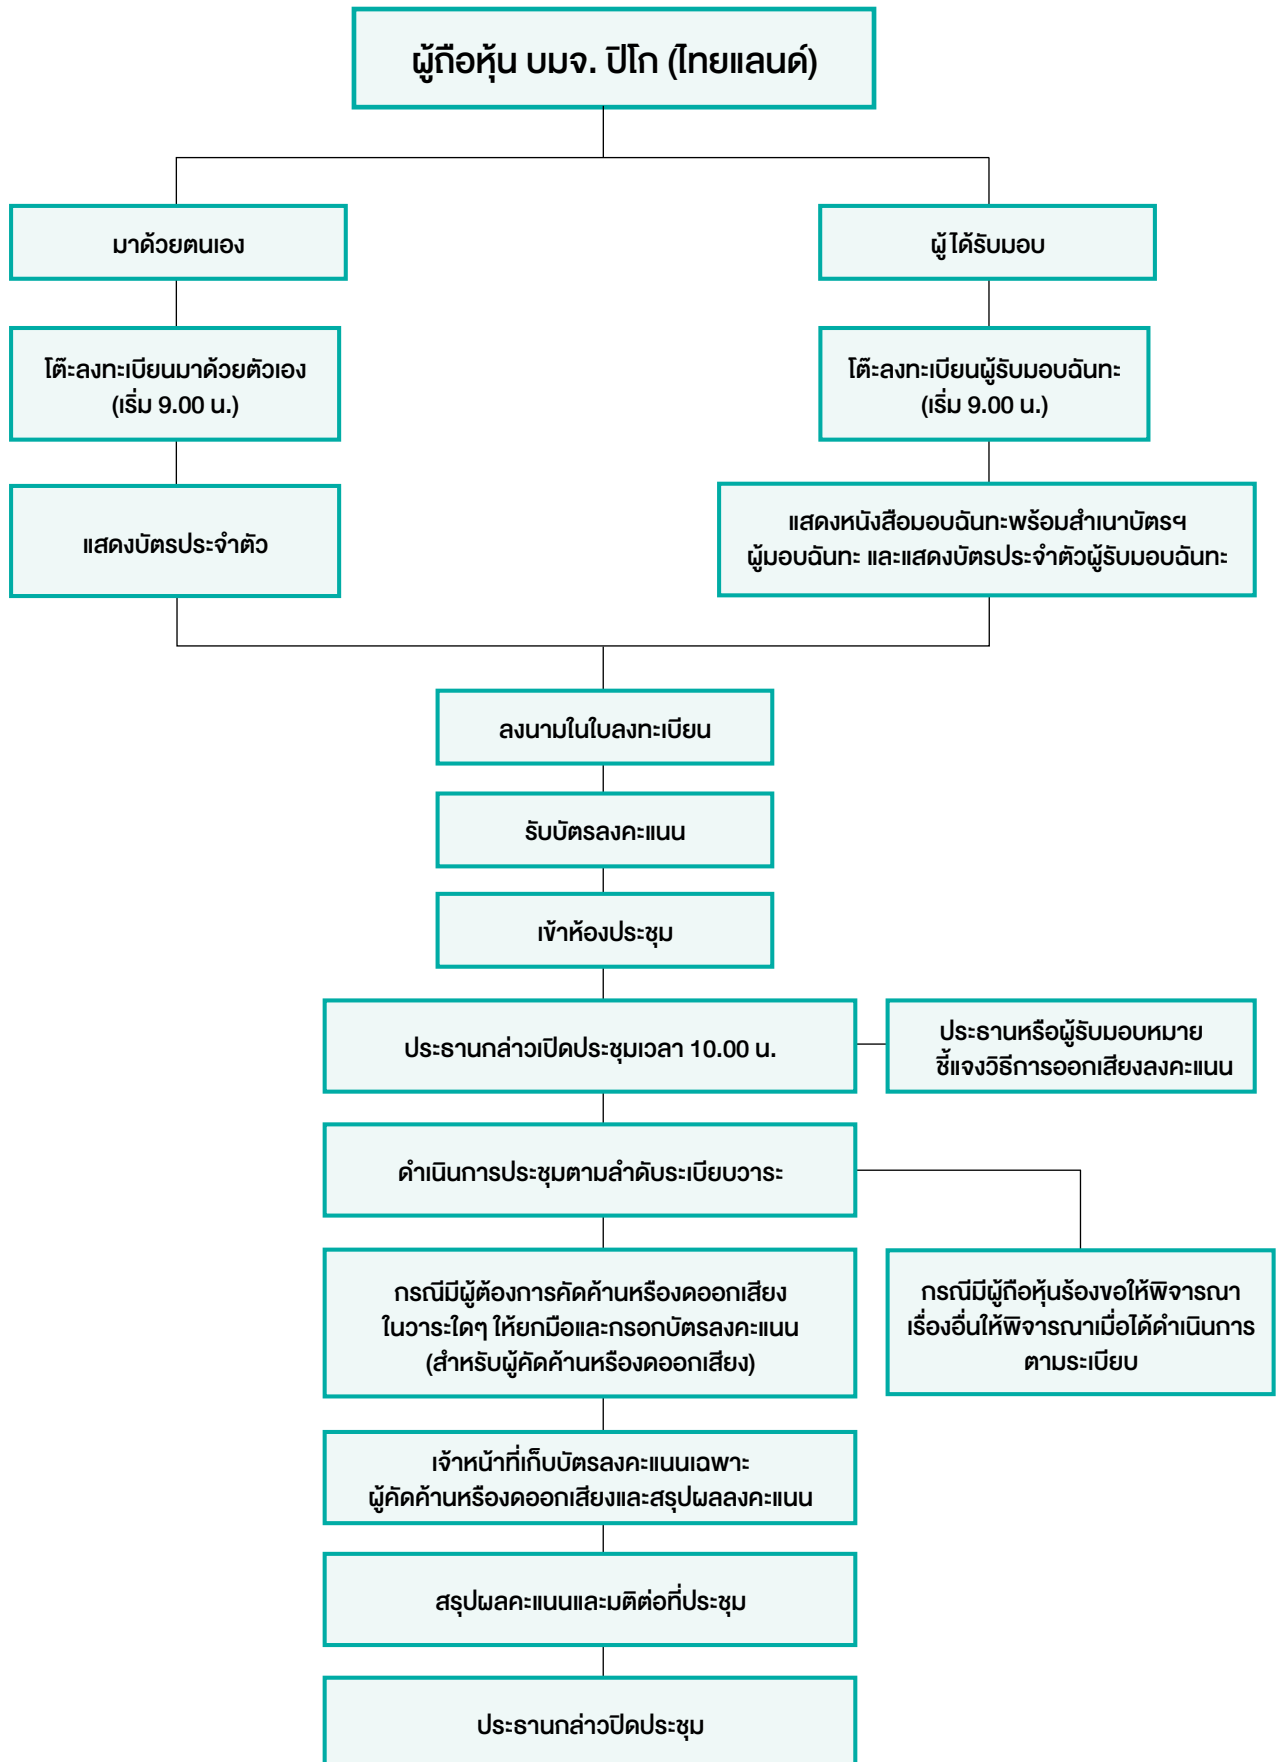 ผู้ถือหุ้น บมจ. ปิโก (ไทยแลนด์)
มาด้วยตนเอง
ผู้ได้รับมอบ
โต๊ะลงทะเบียนมาด้วยตัวเอง
(เริ่ม 9.00 น.)
โต๊ะลงทะเบียนผู้รับมอบฉันทะ
(เริ่ม 9.00 น.)
แสดงบัตรประจำตัว
แสดงหนังสือมอบฉันทะพร้อมสำเนาบัตรฯ
ผู้มอบฉันทะ และแสดงบัตรประจำตัวผู้รับมอบฉันทะ
ลงนามในใบลงทะเบียน
รับบัตรลงคะแนน
เข้าห้องประชุม
ประธานกล่าวเปิดประชุมเวลา 10.00 น.
ประธานหรือผู้รับมอบหมาย
ชี้แจงวิธีการออกเสียงลงคะแนน
ดำเนินการประชุมตามลำดับระเบียบวาระ
กรณีมีผู้ต้องการคัดค้านหรืองดออกเสียง
ในวาระใดๆ ให้ยกมือและกรอกบัตรลงคะแนน
(สำหรับผู้คัดค้านหรืองดออกเสียง)
กรณีมีผู้ถือหุ้นร้องขอให้พิจารณา
เรื่องอื่นให้พิจารณาเมื่อได้ดำเนินการ
ตามระเบียบ
เจ้าหน้าที่เก็บบัตรลงคะแนนเฉพาะ
ผู้คัดค้านหรืองดออกเสียงและสรุปผลลงคะแนน
สรุปผลคะแนนและมติต่อที่ประชุม
ประธานกล่าวปิดประชุม